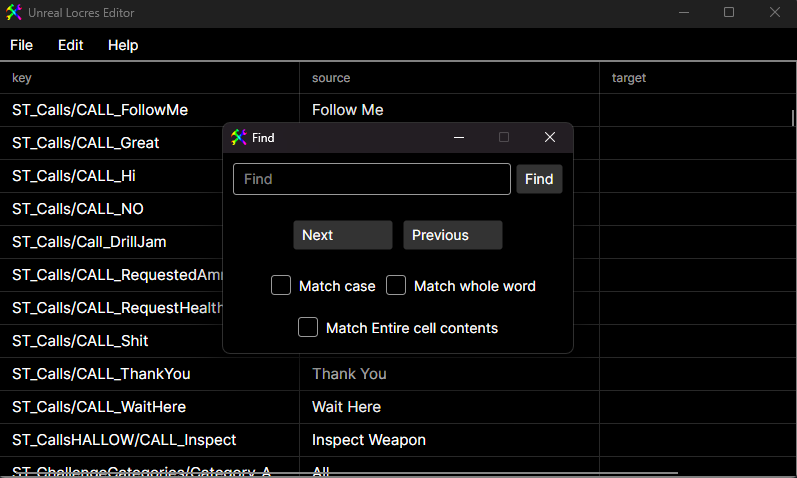 Unreal Locres Editor
File Edit Help
key source target
ST_Calls/CALL_FollowMe Follow Me
ST_Calls/CALL_Great
Find
ST_Calls/CALL_Hi
Find Find
ST_Calls/CALL_NO
Next Previous
ST_Calls/Call_DrillJam
ST_Calls/CALL_RequestedAm
Match case Match whole word
ST_Calls/CALL_RequestHealth
Match Entire cell contents
ST_Calls/CALL_Shit
ST_Calls/CALL_ThankYou Thank You
ST_Calls/CALL_WaitHere Wait Here
ST_CallsHALLOW/CALL_Inspect Inspect Weapon
ST_ChallengeCategories/Category_A All